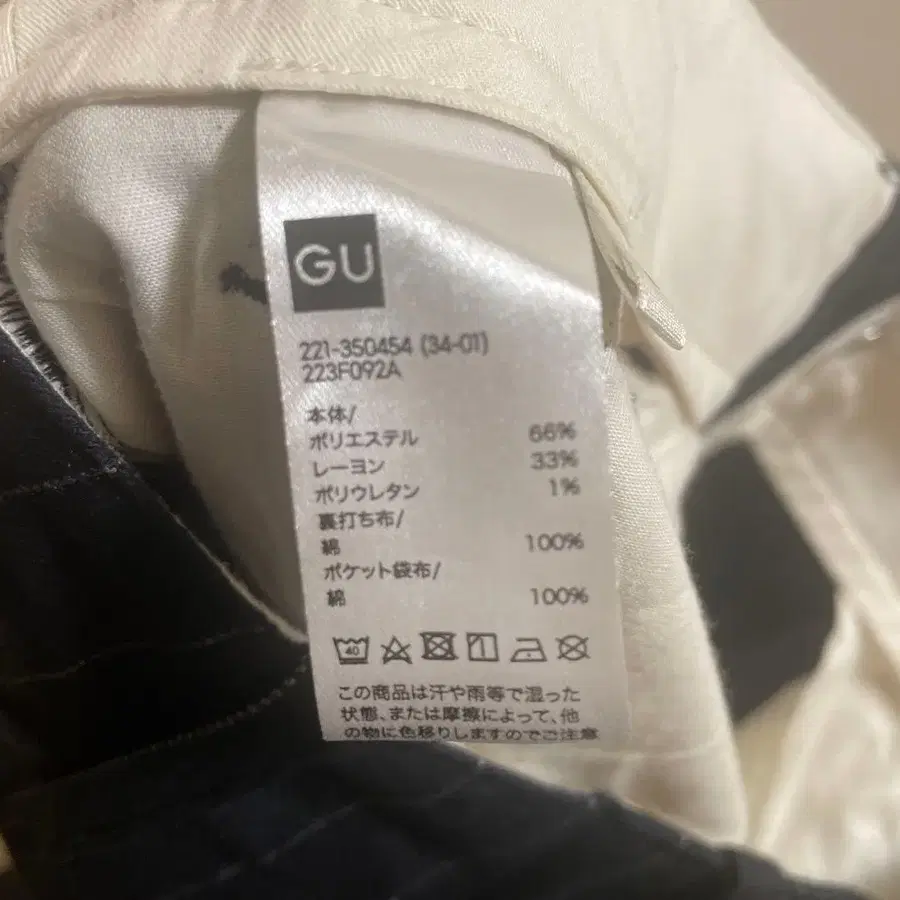 GU
221-350454 (34-01)
223F092A
本体/
ポリエステル 66%
レーヨン 33%
ポリウレタン 1%
裏打ち布/
綿 100%
ポケット袋布/
綿 100%
40
この商品は汗や雨等で湿った
状態、または摩擦によって、他
の物に色移りしますのでご注意